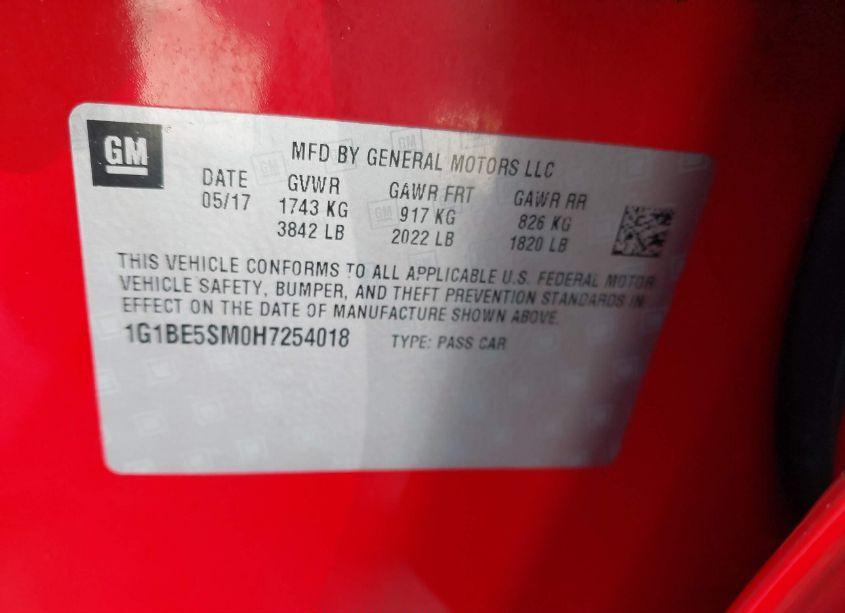 GM
MFD BY GENERAL MOTORS LLC
DATE GVWR GAWR FRT GAWR RR
05/17 1743 KG 917 KG 826 KG
3842 LB 2022 LB 1820 LB
THIS VEHICLE CONFORMS TO ALL APPLICABLE U.S. FEDERAL MOTOR
VEHICLE SAFETY, BUMPER, AND THEFT PREVENTION STANDARDS IN
EFFECT ON THE DATE OF MANUFACTURE SHOWN ABOVE.
1G1BE5SM0H7254018 TYPE: PASS CAR